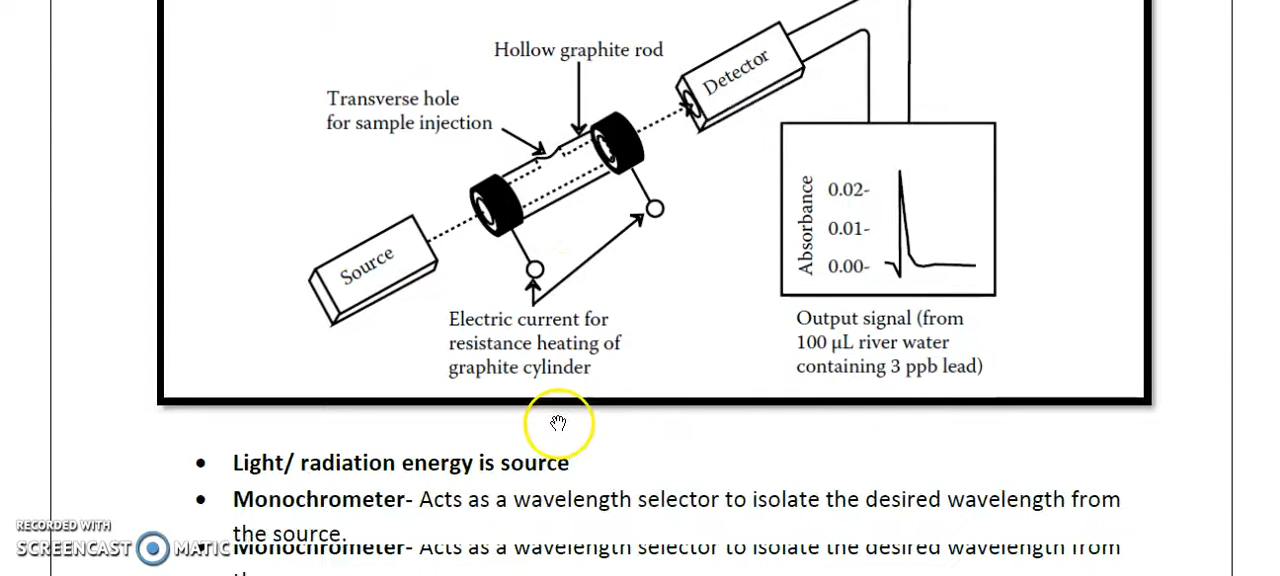 Hollow graphite rod
Detector
Transverse hole
for sample injection
Source
Absorbance
0.02-
0.01-
0.00-
Electric current for
resistance heating of
graphite cylinder
Output signal (from
100 µL river water
containing 3 ppb lead)
• Light/ radiation energy is source
• Monochrometer- Acts as a wavelength selector to isolate the desired wavelength from
the source.
Monochrometer- Acts as a wavelength selector to isolate the desired wavelength from
RECORDED WITH
SCREENCAST MATIC